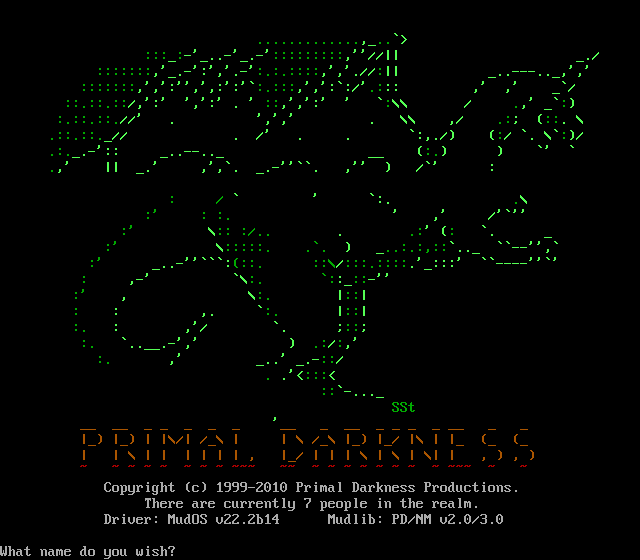 SSt
PRIMAL DARKNESS
Copyright (c) 1999-2010 Primal Darkness Productions.
There are currently 7 people in the realm.
Driver: MudOS v22.2b14 Mudlib: PD/NM v2.0/3.0
What name do you wish?